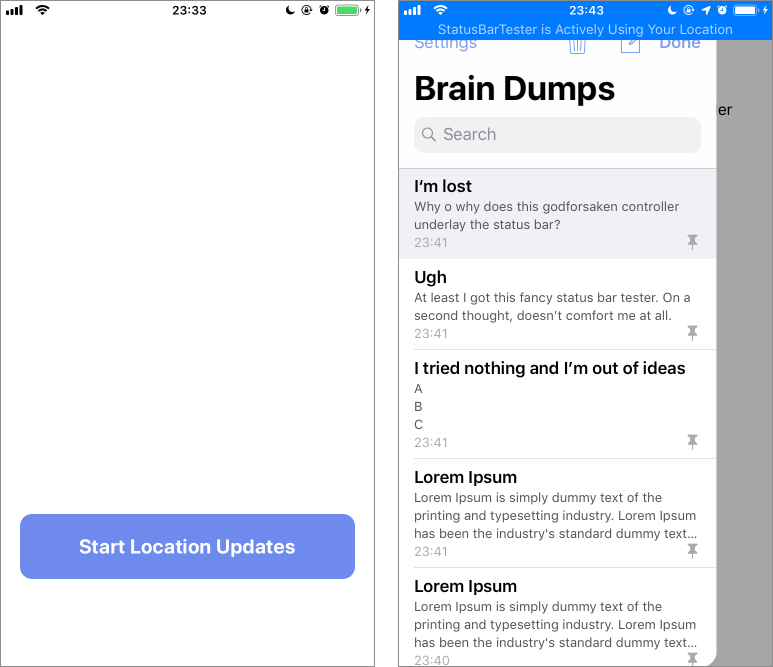 23:33
Start Location Updates
23:43
StatusBarTester is Actively Using Your Location
Settings
Done
Brain Dumps
er
Search
I'm lost
Why o why does this godforsaken controller
underlay the status bar?
23:41
Ugh
At least I got this fancy status bar tester. On a
second thought, doesn't comfort me at all.
23:41
I tried nothing and I'm out of ideas
A
B
C
23:41
Lorem Ipsum
Lorem Ipsum is simply dummy text of the
printing and typesetting industry. Lorem Ipsum
has been the industry's standard dummy text...
23:41
Lorem Ipsum
Lorem Ipsum is simply dummy text of the
printing and typesetting industry. Lorem Ipsum
has been the industry's standard dummy text...
23:40